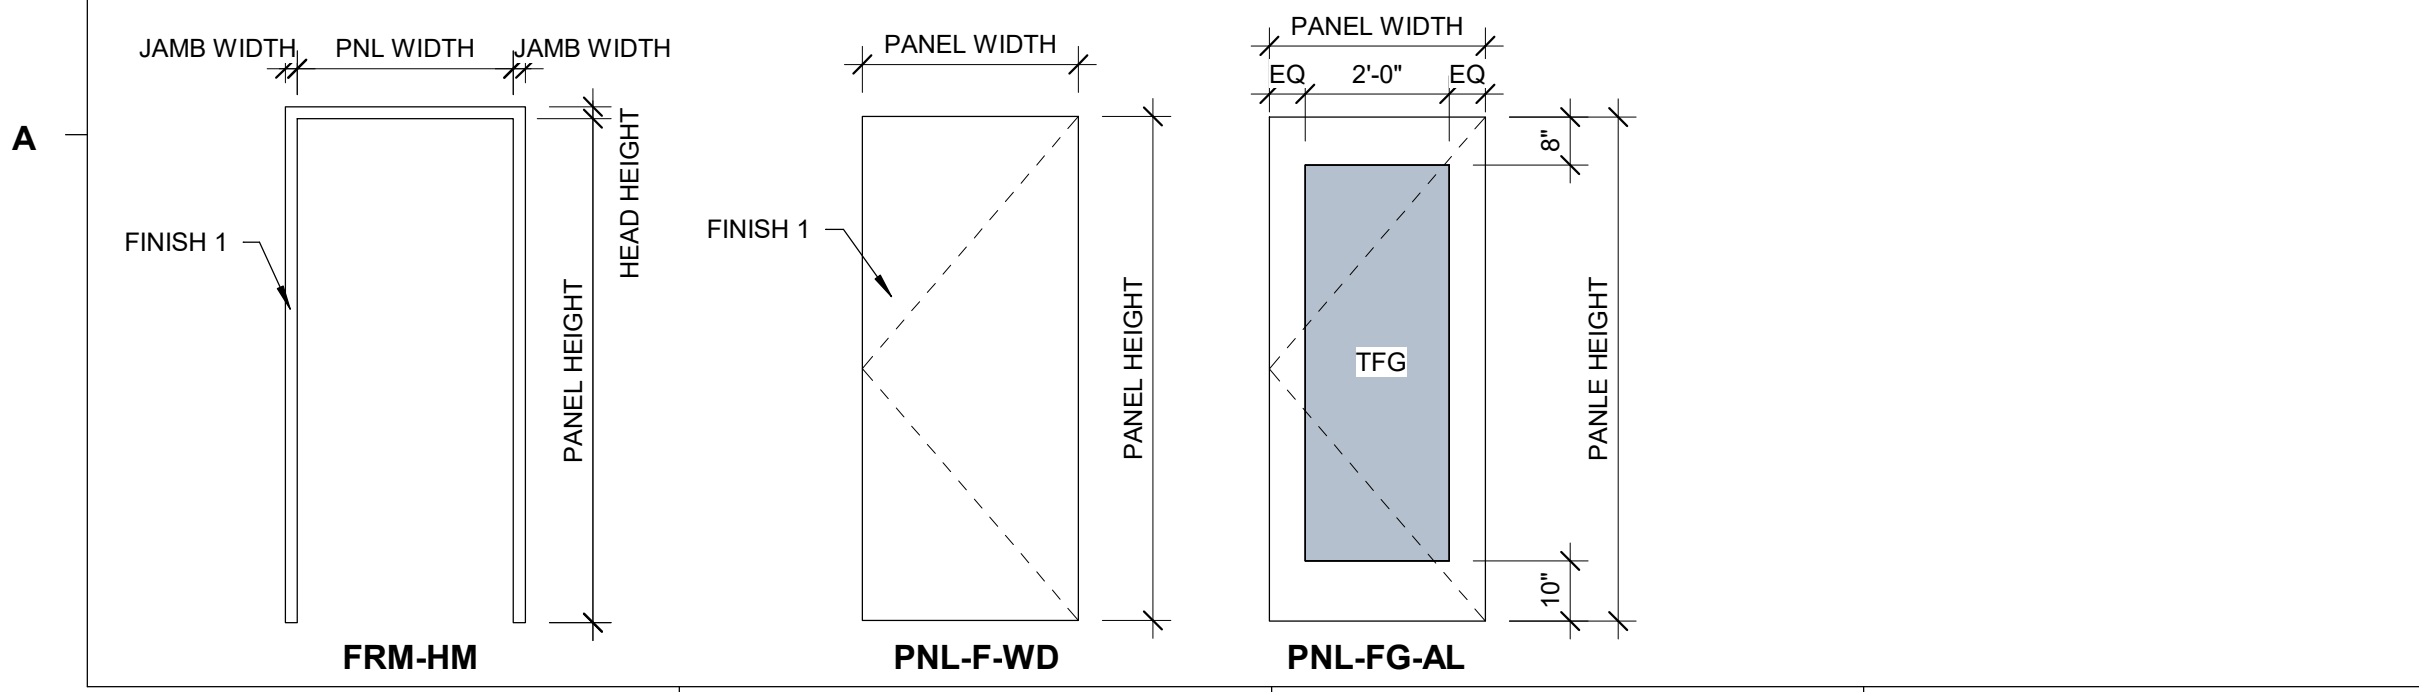 A
JAMB WIDTH
PNL WIDTH
JAMB WIDTH
HEAD HEIGHT
PANEL HEIGHT
FINISH 1
FRM-HM
PANEL WIDTH
FINISH 1
PANEL HEIGHT
PNL-F-WD
PANEL WIDTH
EQ
2'-0"
EQ
8"
TFG
PANLE HEIGHT
10"
PNL-FG-AL